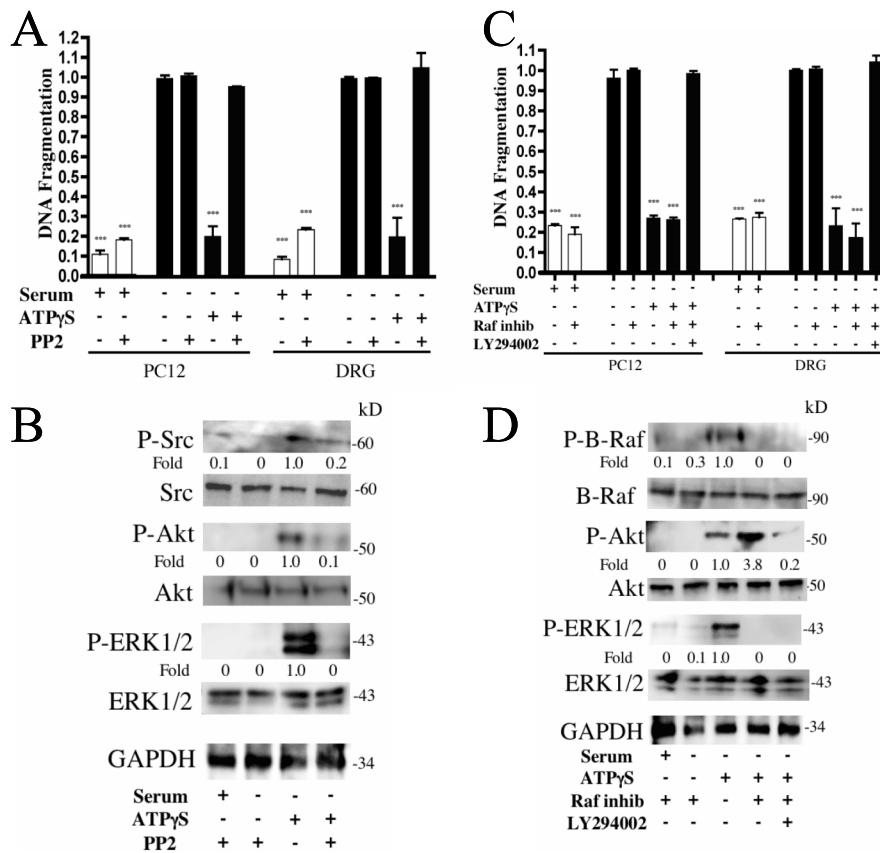 A
DNA Fragmentation
1.2
1.1
1.0
0.9
0.8
0.7
0.6
0.5
0.4
0.3
0.2
0.1
0.0
*** *** *** *** *** ***
Serum + + - - - - + + - - - -
ATPγS - - - - + + - - - - + +
PP2 - + - + - + - + - + - +
PC12 DRG
B
kD
P-Src -60
Fold 0.1 0 1.0 0.2
Src -60
P-Akt -50
Fold 0 0 1.0 0.1
Akt -50
P-ERK1/2 -43
Fold 0 0 1.0 0
ERK1/2 -43
GAPDH -34
Serum + - - -
ATPγS - - + +
PP2 + + - +
C
DNA Fragmentation
1.1
1.0
0.9
0.8
0.7
0.6
0.5
0.4
0.3
0.2
0.1
0.0
*** *** *** *** *** *** *** ***
Serum + + - - - - - + + - - - - -
ATPγS - - - - + + + - - - - + + +
Raf inhib - + - + - + + - + - + - + +
LY294002 - - - - - - + - - - - - - +
PC12 DRG
D
kD
P-B-Raf -90
Fold 0.1 0.3 1.0 0 0
B-Raf -90
P-Akt -50
Fold 0 0 1.0 3.8 0.2
Akt -50
P-ERK1/2 -43
Fold 0 0.1 1.0 0 0
ERK1/2 -43
GAPDH -34
Serum + - - - -
ATPγS - - + + +
Raf inhib + + - + +
LY294002 - - - - +